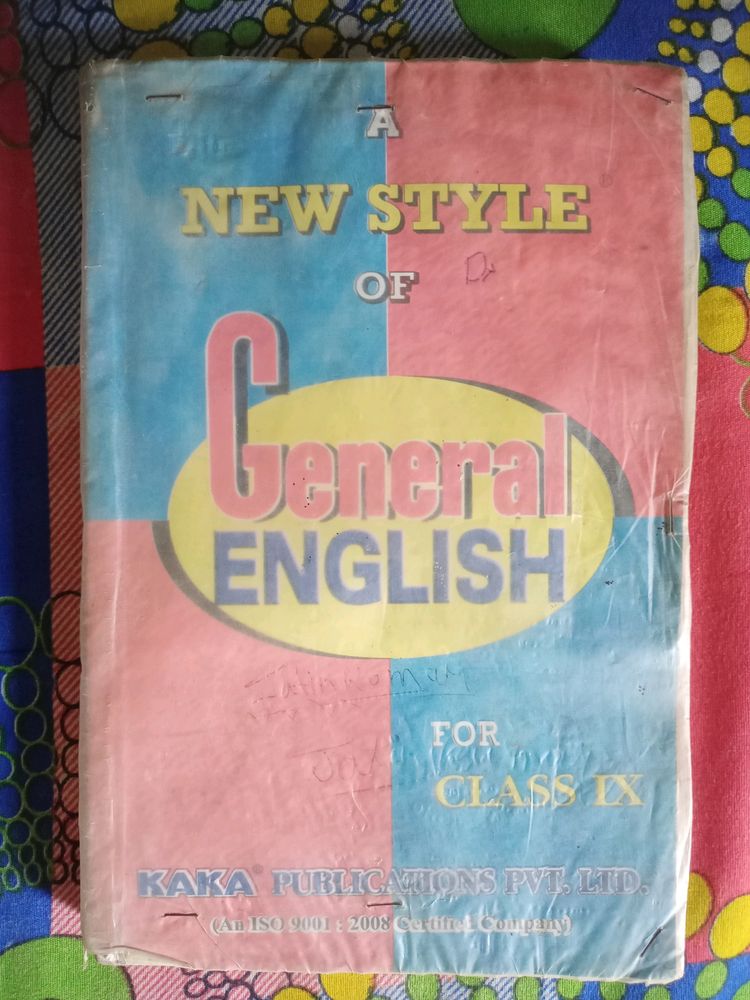 A
NEW STYLE
OF
General
ENGLISH
FOR
CLASS IX
KAKA® PUBLICATIONS PVT. LTD.
(An ISO 9001 : 2008 Certified Company)